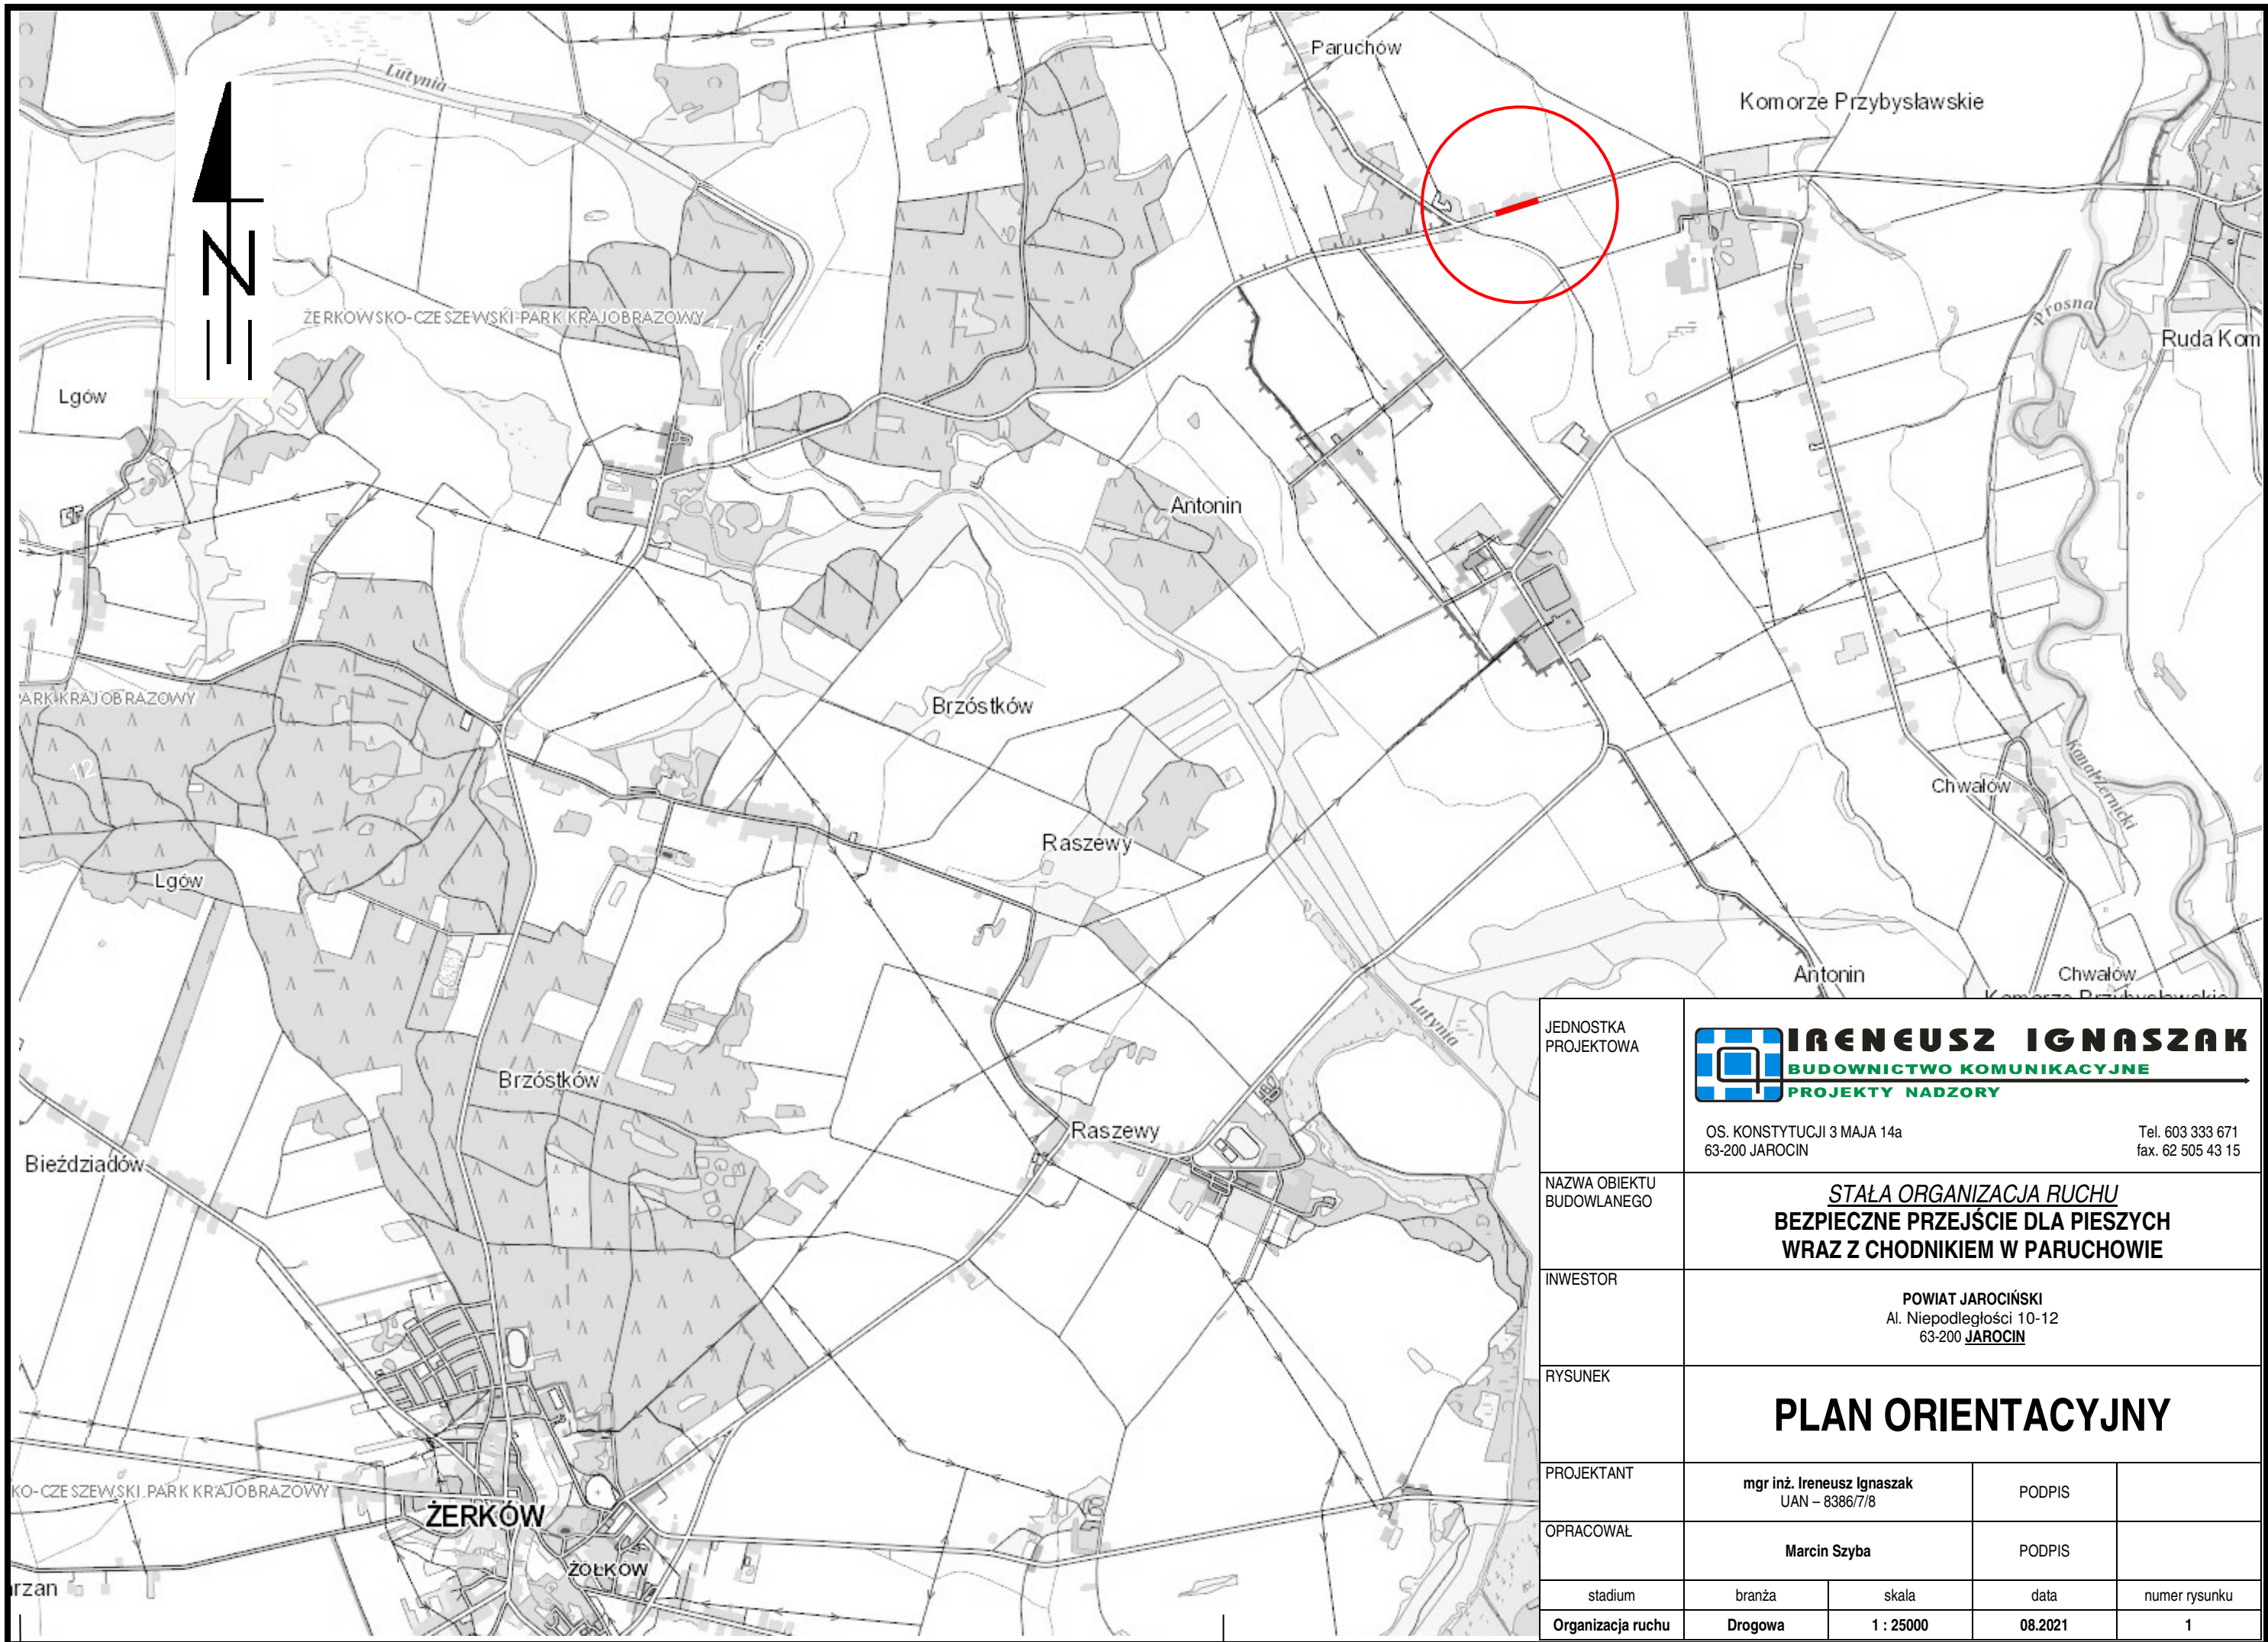 Paruchów
Lutynia
Komorze Przybysławskie
ŻERKOWSKO-CZESZEWSKI PARK KRAJOBRAZOWY
N
Prosna
Ruda Kom
Lgów
Antonin
PARK KRAJOBRAZOWY
Brzóstków
12
Kanał Żernicki
Chwałów
Raszewy
Lgów
Antonin
Chwałów
Komorze Przybysławskie
Lutynia
Brzóstków
Raszewy
Bieździadów
KO-CZESZEWSKI PARK KRAJOBRAZOWY
ŻERKÓW
ŻÓŁKÓW
rzan
JEDNOSTKA
PROJEKTOWA
IRENEUSZ IGNASZAK
BUDOWNICTWO KOMUNIKACYJNE
PROJEKTY NADZORY
OS. KONSTYTUCJI 3 MAJA 14a
63-200 JAROCIN
Tel. 603 333 671
fax. 62 505 43 15
NAZWA OBIEKTU
BUDOWLANEGO
STAŁA ORGANIZACJA RUCHU
BEZPIECZNE PRZEJŚCIE DLA PIESZYCH
WRAZ Z CHODNIKIEM W PARUCHOWIE
INWESTOR
POWIAT JAROCIŃSKI
Al. Niepodległości 10-12
63-200 JAROCIN
RYSUNEK
PLAN ORIENTACYJNY
PROJEKTANT
mgr inż. Ireneusz Ignaszak
UAN – 8386/7/8
PODPIS
OPRACOWAŁ
Marcin Szyba
PODPIS
stadium branża skala data numer rysunku
Organizacja ruchu Drogowa 1 : 25000 08.2021 1